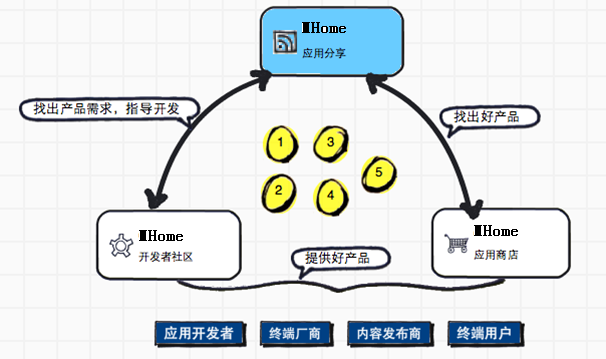 MHome
应用分享
找出产品需求，指导开发
找出好产品
1
3
5
2
4
MHome
开发者社区
MHome
应用商店
提供好产品
应用开发者
终端厂商
内容发布商
终端用户